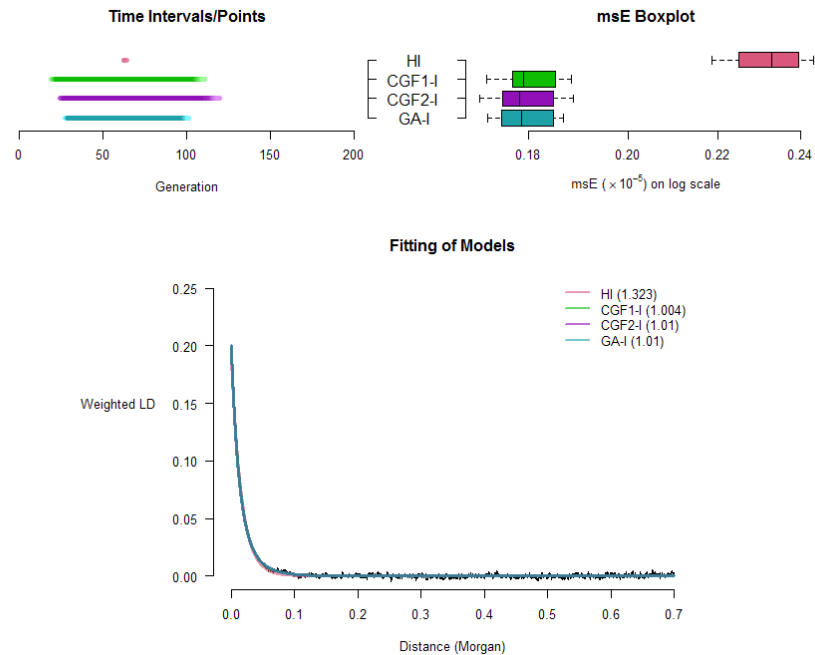 Time Intervals/Points
msE Boxplot
HI
CGF1-I
CGF2-I
GA-I
0 50 100 150 200
Generation
0.18 0.20 0.22 0.24
msE (×10⁻⁵) on log scale
Fitting of Models
HI (1.323)
CGF1-I (1.004)
CGF2-I (1.01)
GA-I (1.01)
Weighted LD
0.25
0.20
0.15
0.10
0.05
0.00
0.0 0.1 0.2 0.3 0.4 0.5 0.6 0.7
Distance (Morgan)